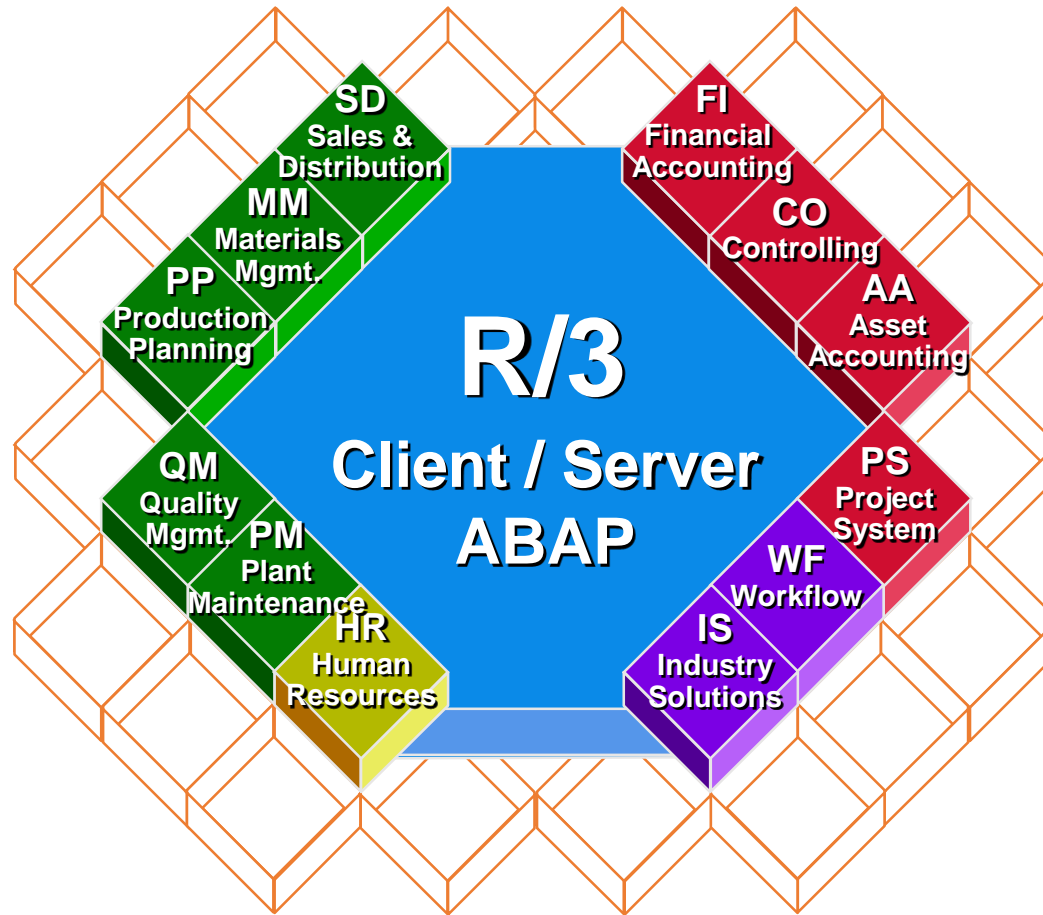 SD
Sales &
Distribution
MM
Materials
Mgmt.
PP
Production
Planning
QM
Quality
Mgmt.
PM
Plant
Maintenance
HR
Human
Resources
R/3
Client / Server
ABAP
FI
Financial
Accounting
CO
Controlling
AA
Asset
Accounting
PS
Project
System
WF
Workflow
IS
Industry
Solutions